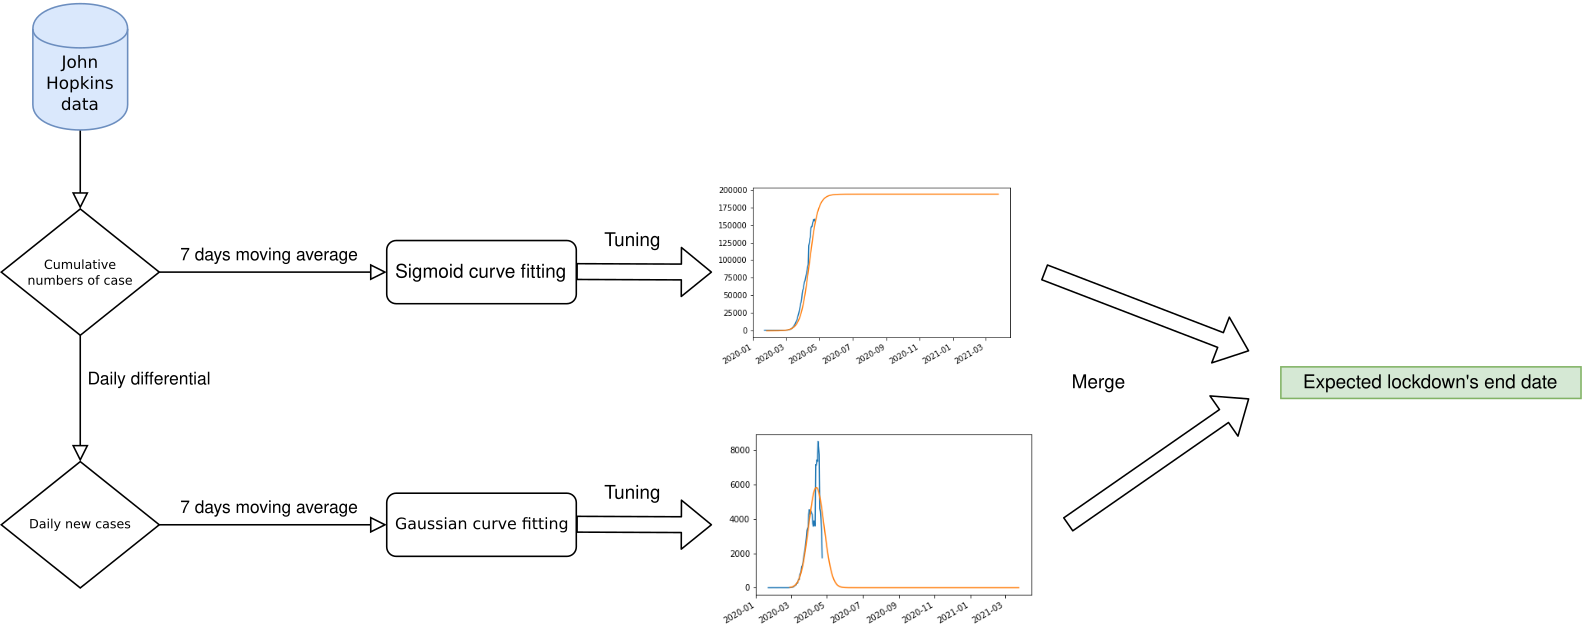 John
Hopkins
data
Cumulative
numbers of case
7 days moving average
Sigmoid curve fitting
Tuning
200000
175000
150000
125000
100000
75000
50000
25000
0
2020-01
2020-03
2020-05
2020-07
2020-09
2020-11
2021-01
2021-03
Daily differential
Merge
Expected lockdown's end date
Daily new cases
7 days moving average
Gaussian curve fitting
Tuning
8000
6000
4000
2000
0
2020-01
2020-03
2020-05
2020-07
2020-09
2020-11
2021-01
2021-03